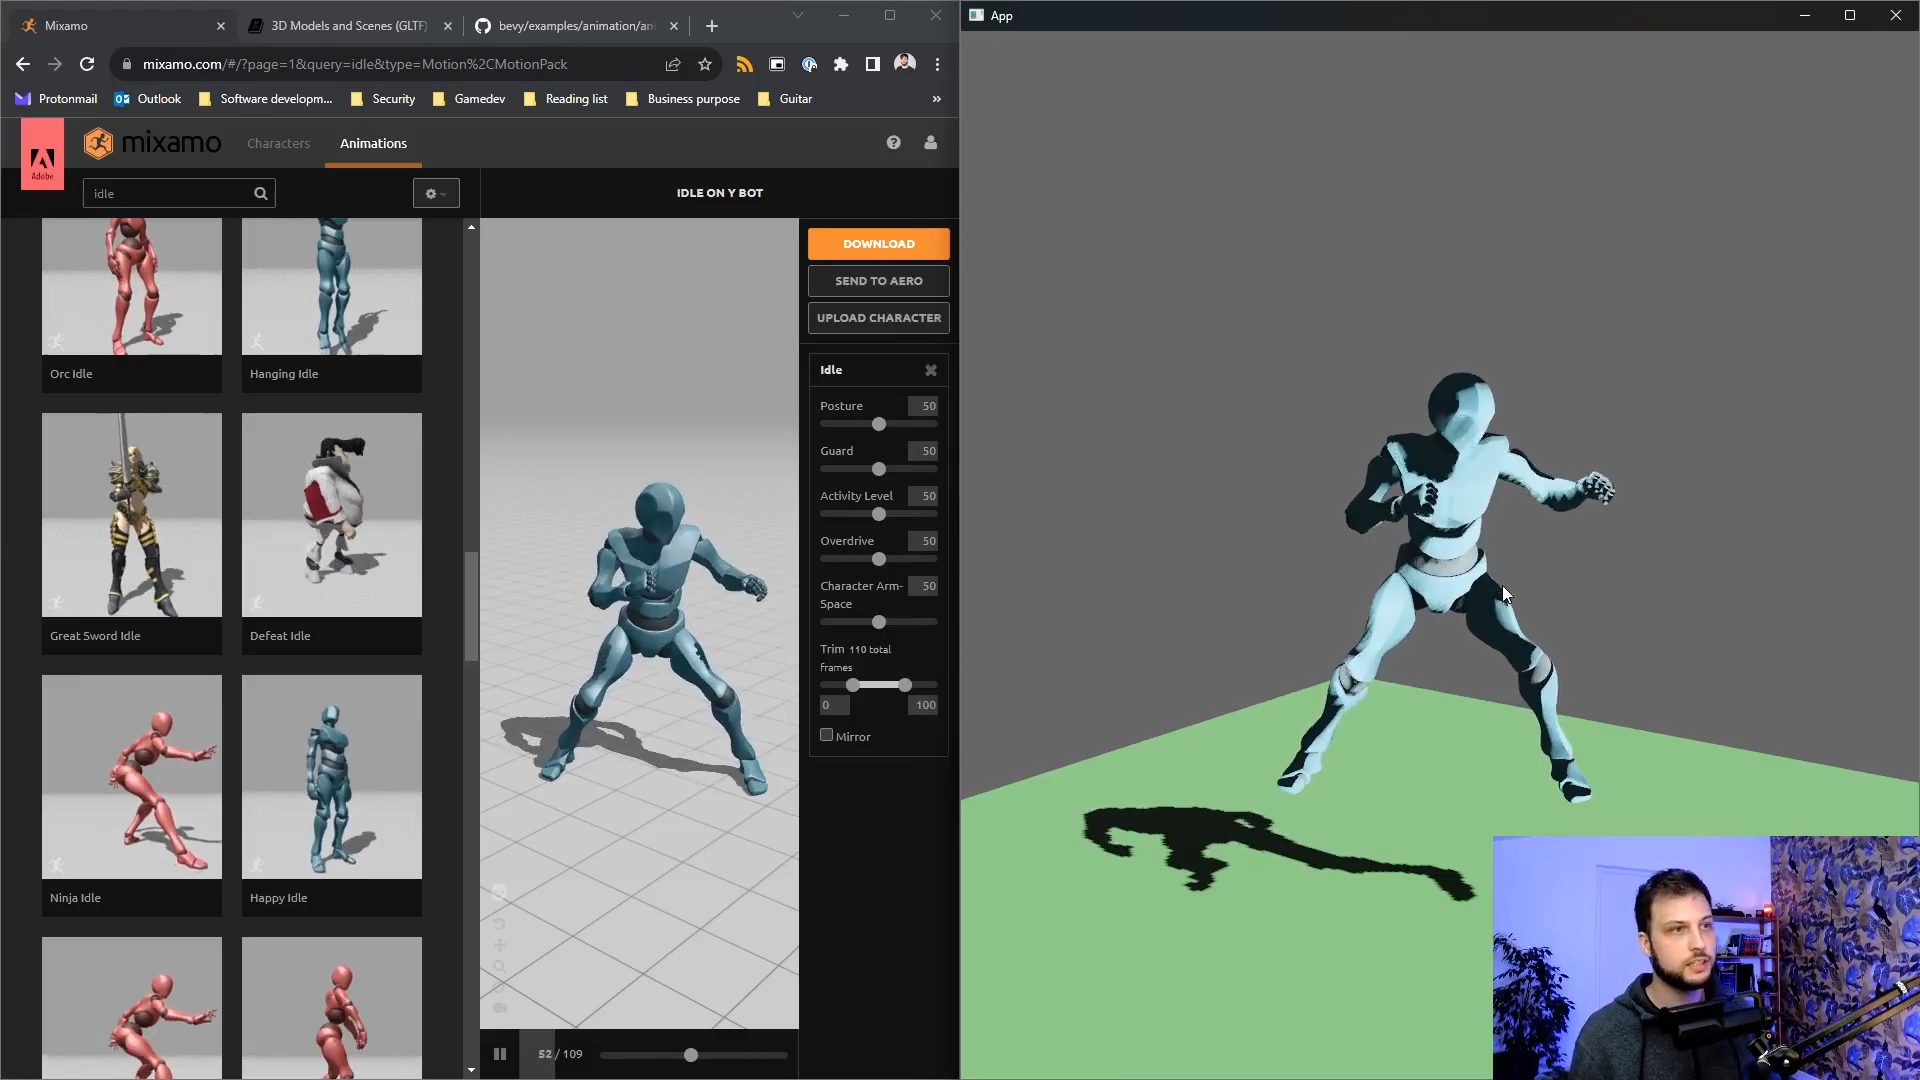 Mixamo
3D Models and Scenes (GLTF)
bevy/examples/animation/an
App
mixamo.com/#/?page=1&query=idle&type=Motion%2CMotionPack
Protonmail
Outlook
Software developm...
Security
Gamedev
Reading list
Business purpose
Guitar
»
Adobe
mixamo
Characters
Animations
idle
IDLE ON Y BOT
DOWNLOAD
SEND TO AERO
UPLOAD CHARACTER
Orc Idle
Hanging Idle
Great Sword Idle
Defeat Idle
Ninja Idle
Happy Idle
Idle
Posture 50
Guard 50
Activity Level 50
Overdrive 50
Character Arm- 50
Space
Trim 110 total
frames
0 100
Mirror
52 / 109